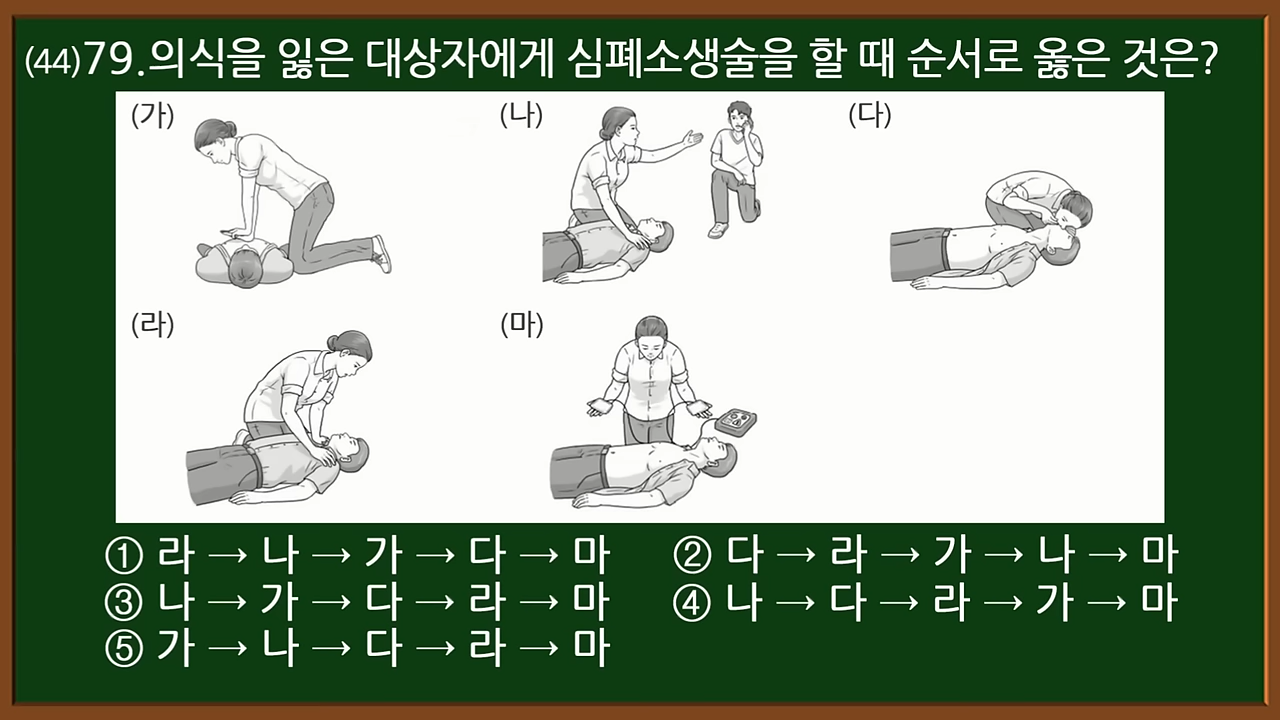 (44)79.의식을 잃은 대상자에게 심폐소생술을 할 때 순서로 옳은 것은?
(가) (나) (다)
(라) (마)
① 라 → 나 → 가 → 다 → 마 ② 다 → 라 → 가 → 나 → 마
③ 나 → 가 → 다 → 라 → 마 ④ 나 → 다 → 라 → 가 → 마
⑤ 가 → 나 → 다 → 라 → 마